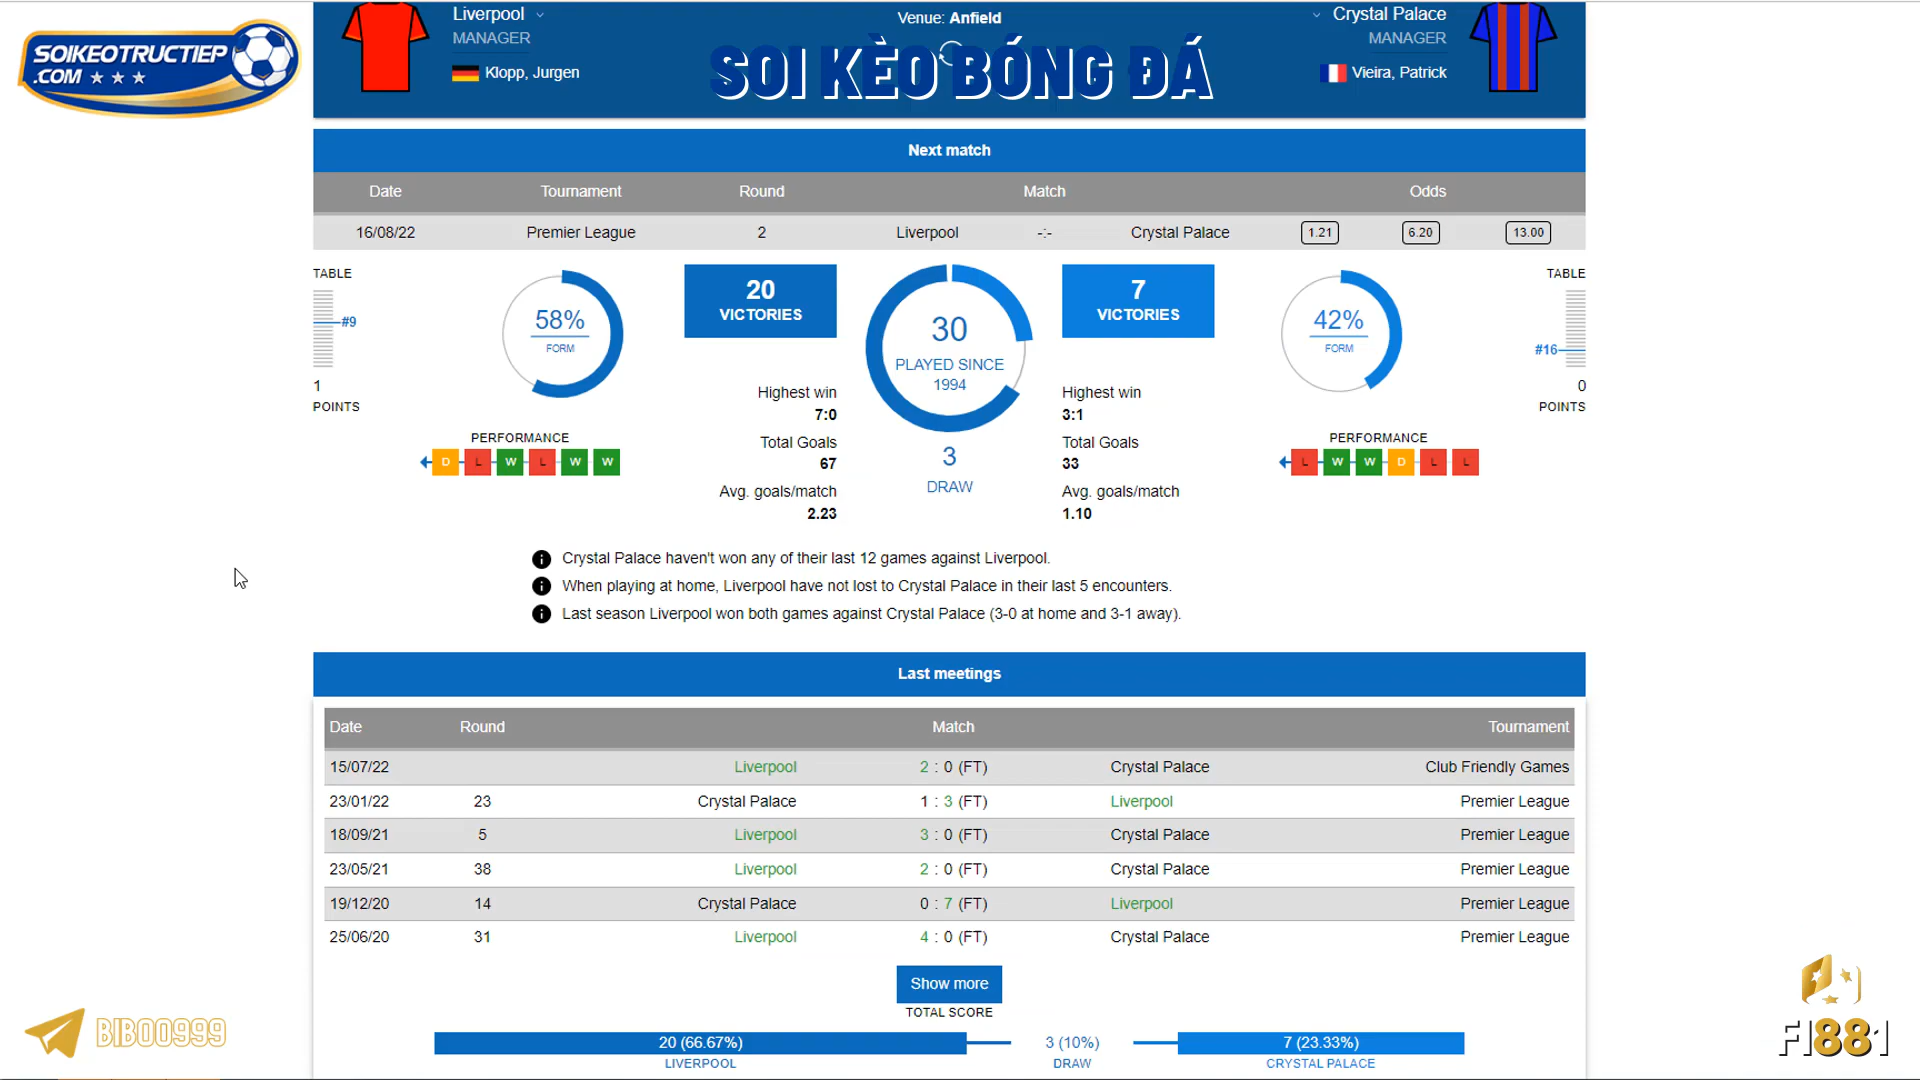 Liverpool
Venue: Anfield
Crystal Palace
MANAGER
MANAGER
Klopp, Jurgen
Vieira, Patrick
SOIKEOTRUCTIEP
.COM
SOI KÈO BÓNG ĐÁ
Next match
Date Tournament Round Match Odds
16/08/22 Premier League 2 Liverpool -:- Crystal Palace 1.21 6.20 13.00
TABLE
#9
1
POINTS
58%
FORM
PERFORMANCE
D L W L W W
20
VICTORIES
Highest win
7:0
Total Goals
67
Avg. goals/match
2.23
30
PLAYED SINCE
1994
3
DRAW
7
VICTORIES
Highest win
3:1
Total Goals
33
Avg. goals/match
1.10
42%
FORM
PERFORMANCE
L W W D L L
TABLE
#16
0
POINTS
Crystal Palace haven't won any of their last 12 games against Liverpool.
When playing at home, Liverpool have not lost to Crystal Palace in their last 5 encounters.
Last season Liverpool won both games against Crystal Palace (3-0 at home and 3-1 away).
Last meetings
Date Round Match Tournament
15/07/22 Liverpool 2 : 0 (FT) Crystal Palace Club Friendly Games
23/01/22 23 Crystal Palace 1 : 3 (FT) Liverpool Premier League
18/09/21 5 Liverpool 3 : 0 (FT) Crystal Palace Premier League
23/05/21 38 Liverpool 2 : 0 (FT) Crystal Palace Premier League
19/12/20 14 Crystal Palace 0 : 7 (FT) Liverpool Premier League
25/06/20 31 Liverpool 4 : 0 (FT) Crystal Palace Premier League
Show more
TOTAL SCORE
20 (66.67%) 3 (10%) 7 (23.33%)
LIVERPOOL DRAW CRYSTAL PALACE
BIBOO999
FI881